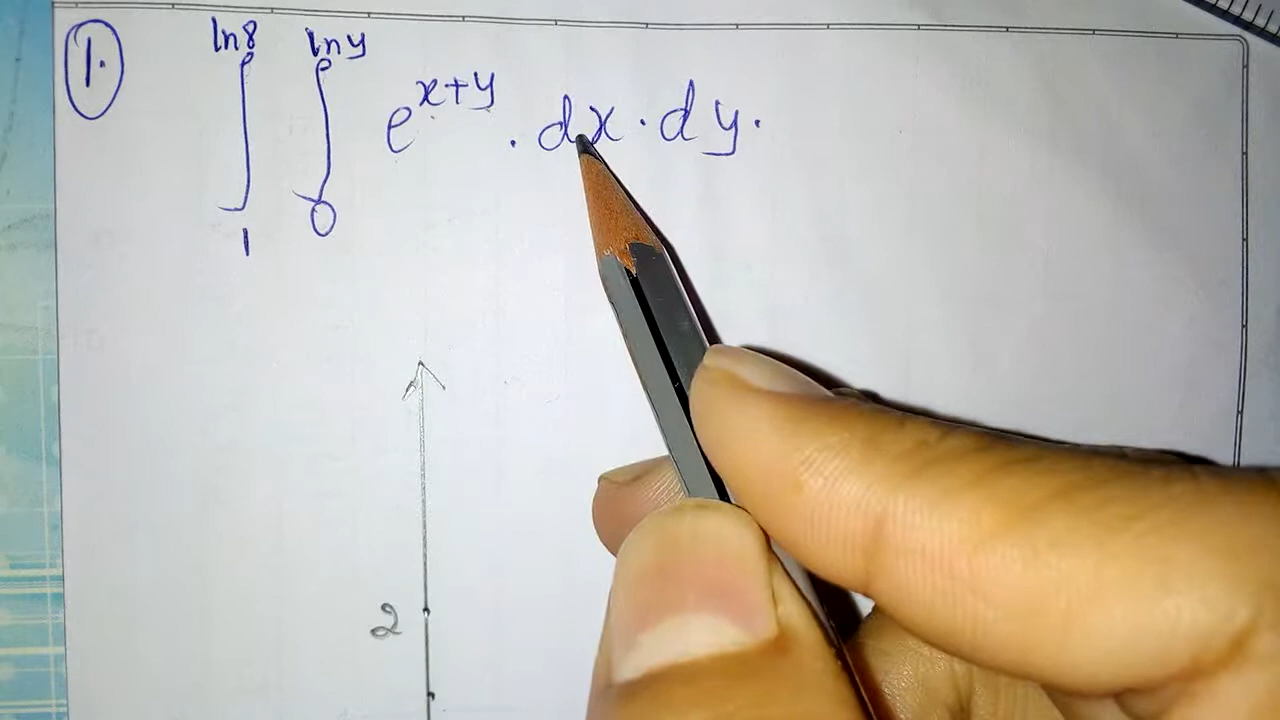 1.
∫₁^{ln8} ∫₀^{lny} e^{x+y} . dx . dy .
2